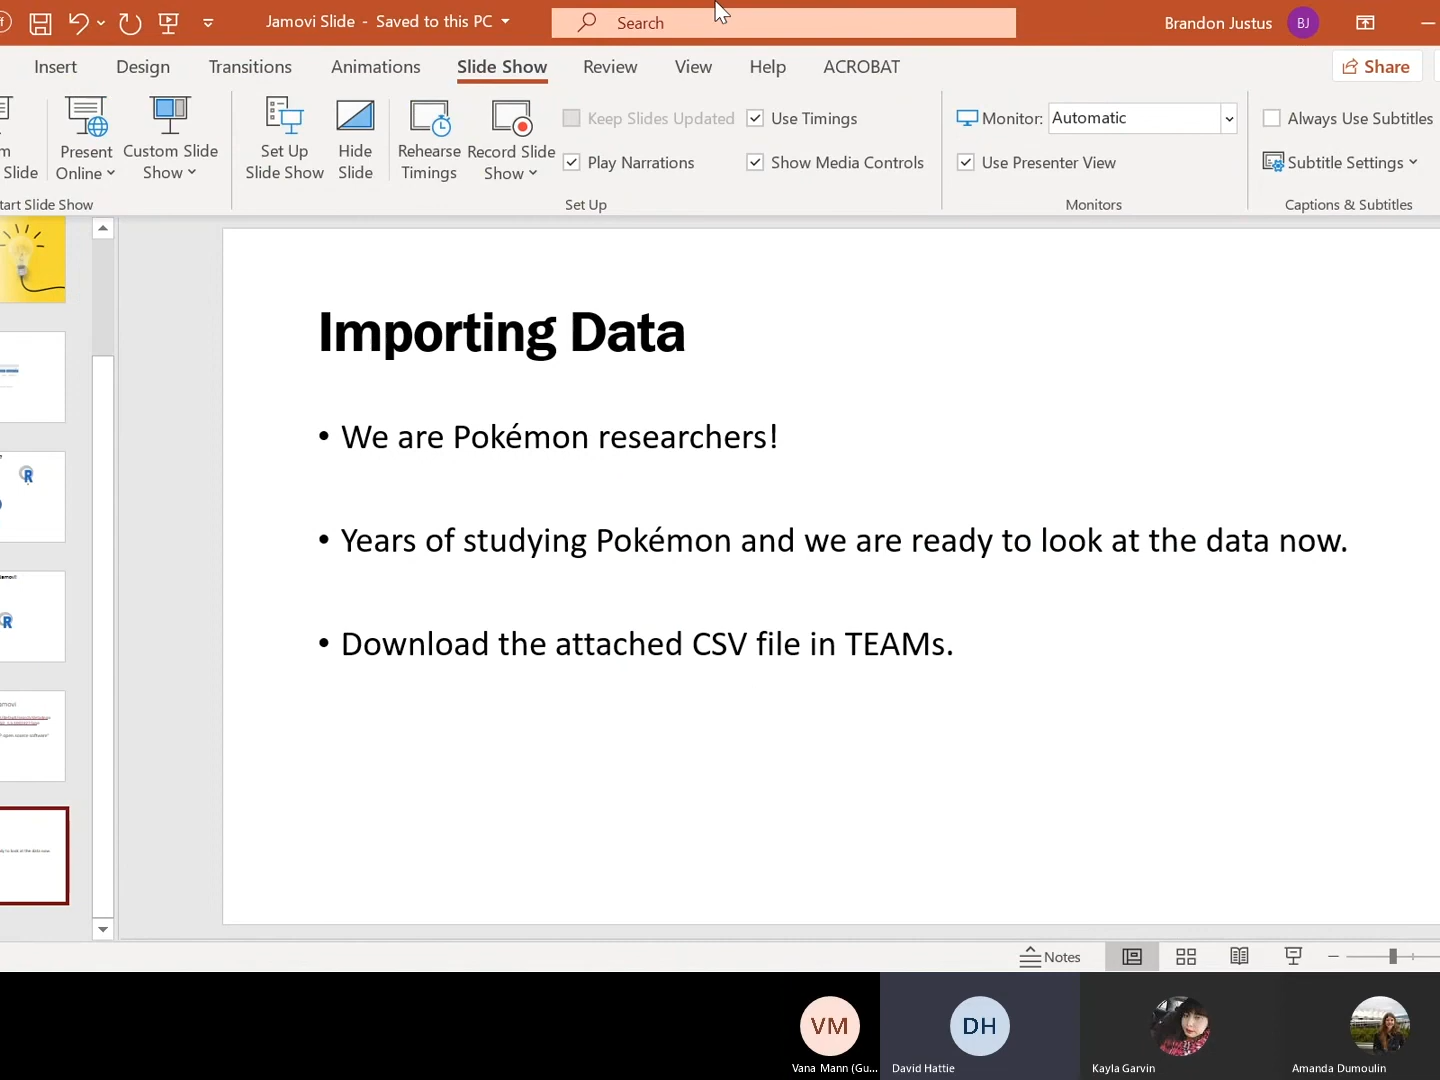 Jamovi Slide - Saved to this PC
Search
Brandon Justus
BJ
Insert
Design
Transitions
Animations
Slide Show
Review
View
Help
ACROBAT
Share
Slide
Present
Online
Custom Slide
Show
Set Up
Slide Show
Hide
Slide
Rehearse
Timings
Record Slide
Show
Keep Slides Updated
Play Narrations
Use Timings
Show Media Controls
Monitor: Automatic
Use Presenter View
Always Use Subtitles
Subtitle Settings
tart Slide Show
Set Up
Monitors
Captions & Subtitles
Importing Data
• We are Pokémon researchers!
• Years of studying Pokémon and we are ready to look at the data now.
• Download the attached CSV file in TEAMs.
R
R
Notes
VM
DH
Vana Mann (Gu...
David Hattie
Kayla Garvin
Amanda Dumoulin